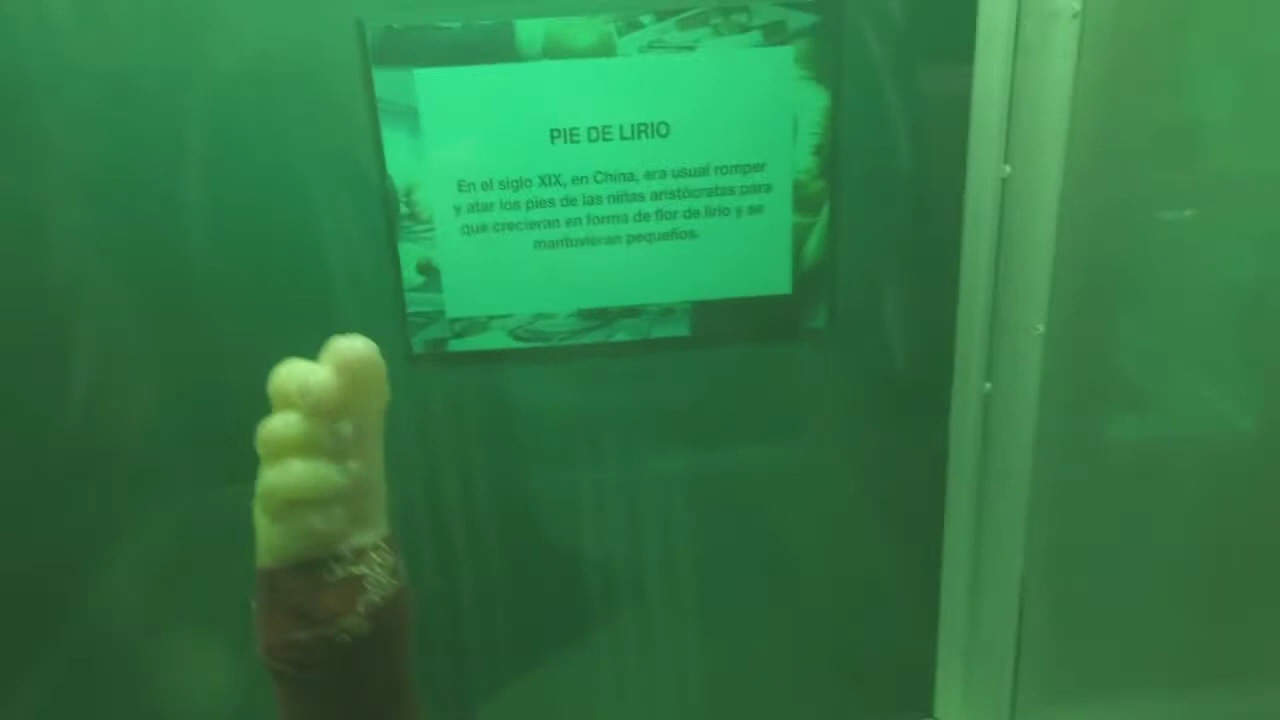 PIE DE LIRIO
En el siglo XIX, en China, era usual romper
y atar los pies de las niñas aristócratas para
que crecieran en forma de flor de lirio y se
mantuvieran pequeños.